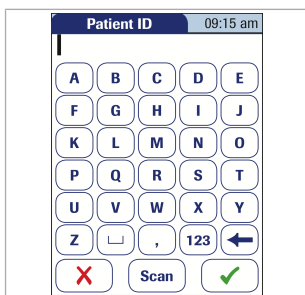 Patient ID 09:15 am
A B C D E
F G H I J
K L M N O
P Q R S T
U V W X Y
Z , 123
Scan